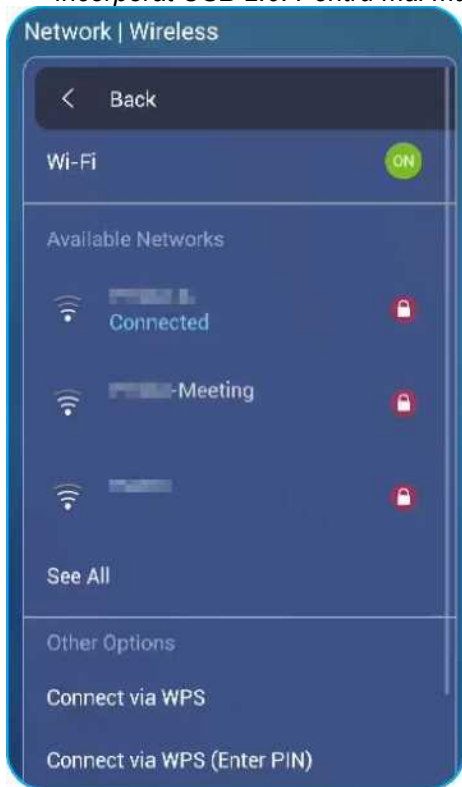 Network | Wireless
Back
Wi-Fi
ON
Available Networks
Connected
-Meeting
See All
Other Options
Connect via WPS
Connect via WPS (Enter PIN)